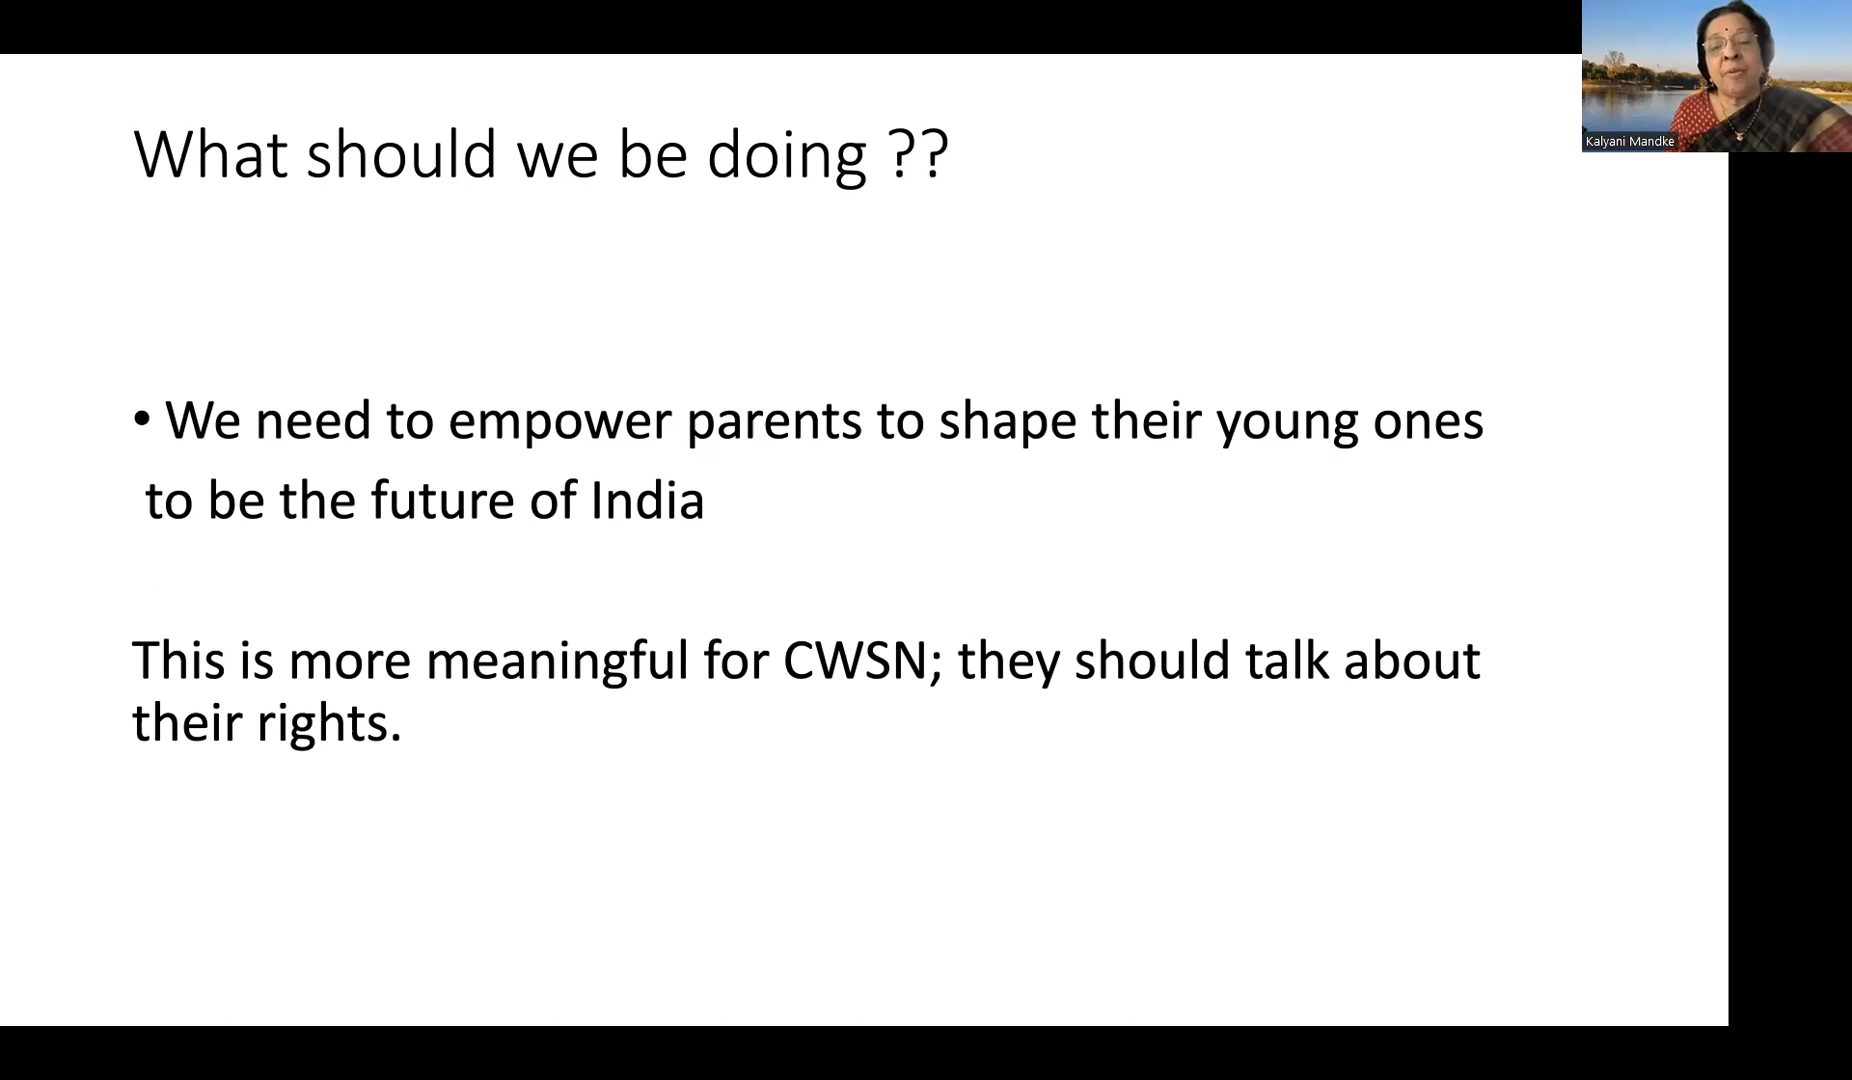 What should we be doing ??
Kalyani Mandke
• We need to empower parents to shape their young ones
to be the future of India
This is more meaningful for CWSN; they should talk about
their rights.